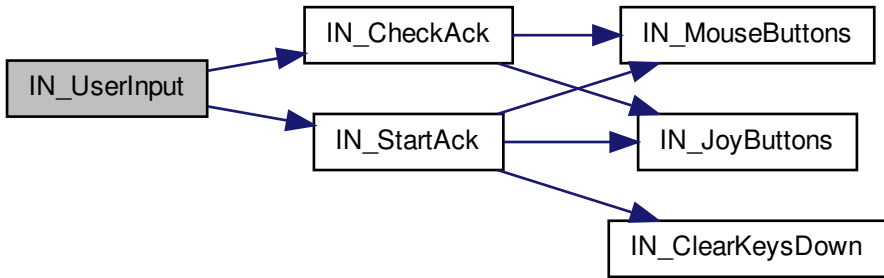 IN_UserInput
IN_CheckAck
IN_StartAck
IN_MouseButtons
IN_JoyButtons
IN_ClearKeysDown